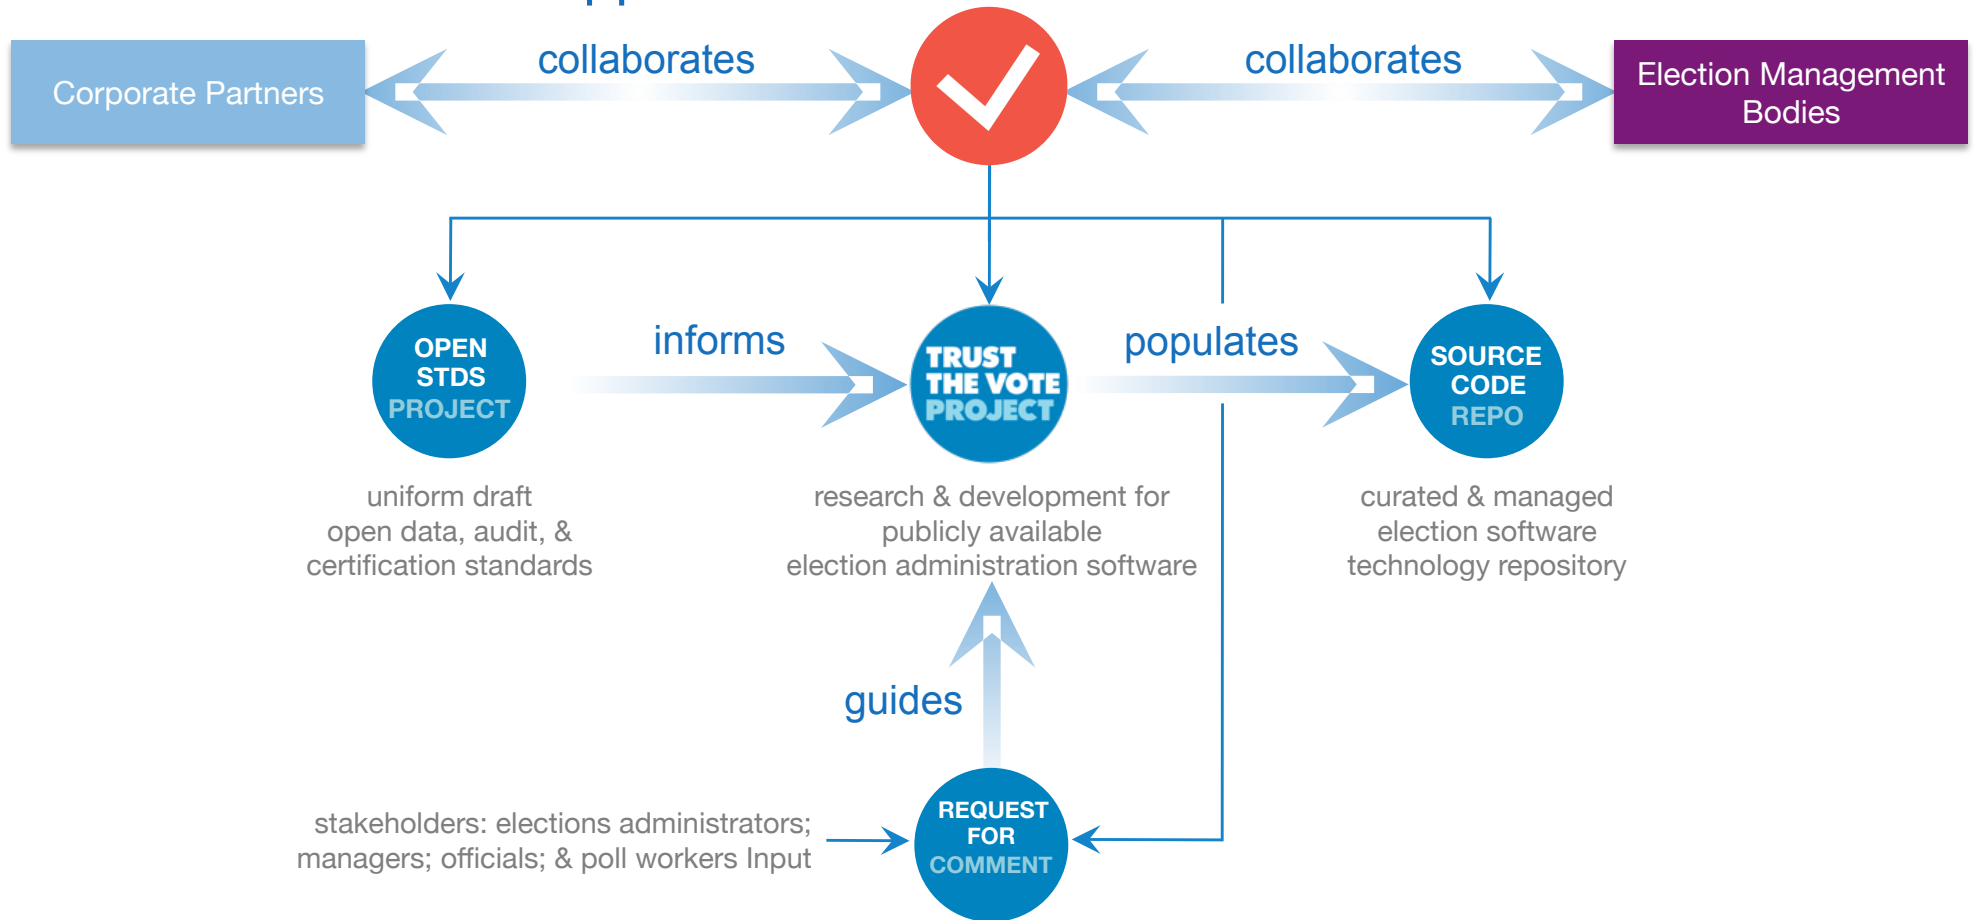 collaborates
collaborates
Corporate Partners
Election Management
Bodies
informs
populates
OPEN
STDS
PROJECT
TRUST
THE VOTE
PROJECT
SOURCE
CODE
REPO
uniform draft
open data, audit, &
certification standards
research & development for
publicly available
election administration software
curated & managed
election software
technology repository
guides
stakeholders: elections administrators;
managers; officials; & poll workers Input
REQUEST
FOR
COMMENT